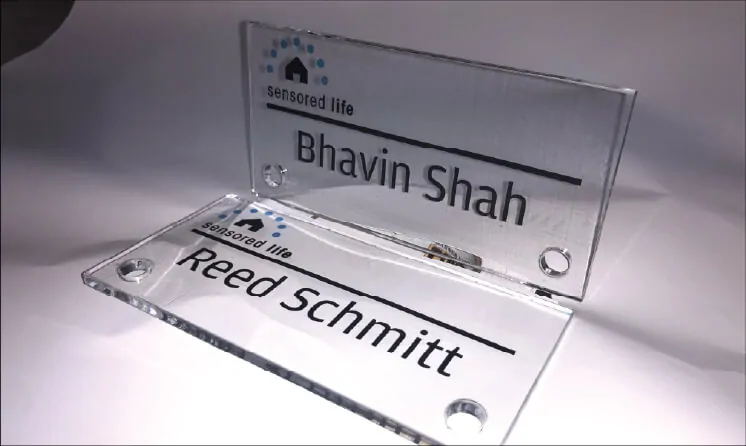 sensored life
Bhavin Shah
sensored life
Reed Schmitt